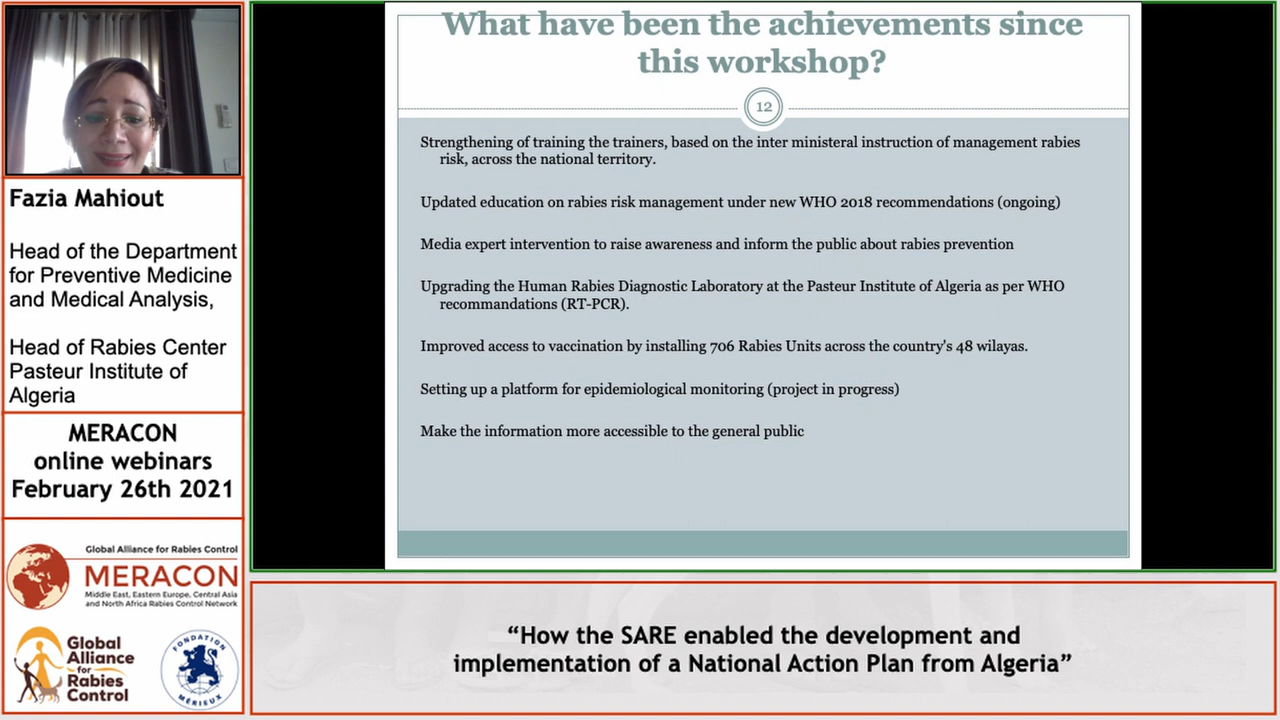 Fazia Mahiout
Head of the Department
for Preventive Medicine
and Medical Analysis,
Head of Rabies Center
Pasteur Institute of
Algeria
MERACON
online webinars
February 26th 2021
Global Alliance for Rabies Control
MERACON
Middle East, Eastern Europe, Central Asia
and North Africa Rabies Control Network
Global
Alliance
for
Rabies
Control
FONDATION
MÉRIEUX
What have been the achievements since
this workshop?
12
Strengthening of training the trainers, based on the inter ministeral instruction of management rabies
risk, across the national territory.
Updated education on rabies risk management under new WHO 2018 recommendations (ongoing)
Media expert intervention to raise awareness and inform the public about rabies prevention
Upgrading the Human Rabies Diagnostic Laboratory at the Pasteur Institute of Algeria as per WHO
recommandations (RT-PCR).
Improved access to vaccination by installing 706 Rabies Units across the country's 48 wilayas.
Setting up a platform for epidemiological monitoring (project in progress)
Make the information more accessible to the general public
“How the SARE enabled the development and
implementation of a National Action Plan from Algeria”